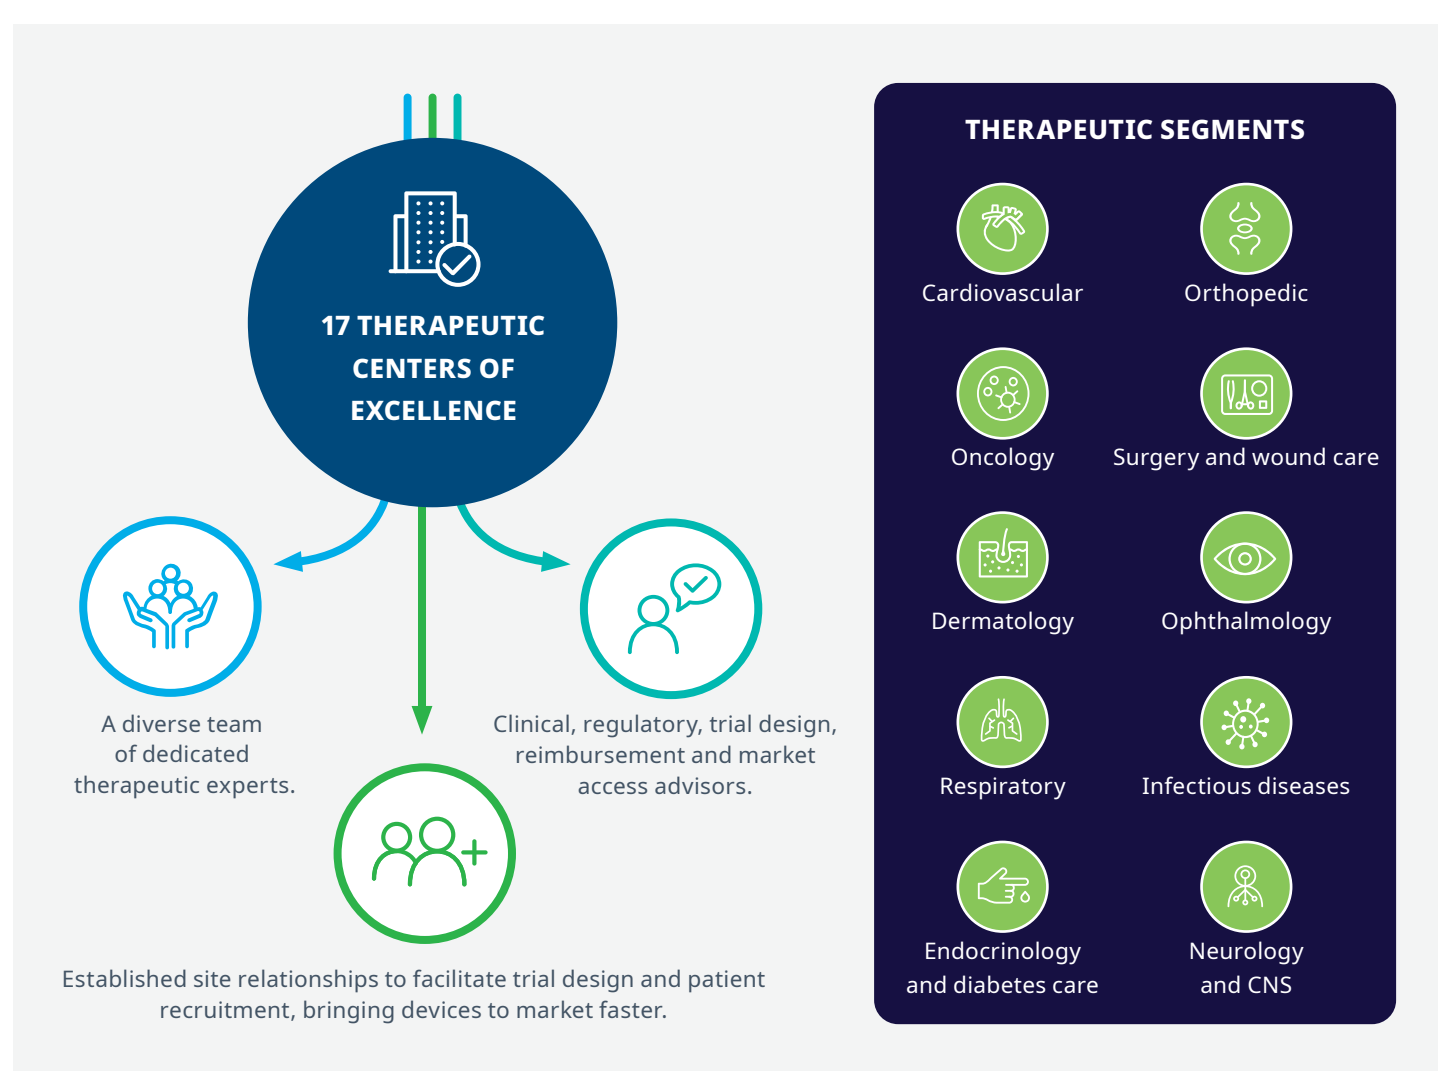 17 THERAPEUTIC
CENTERS OF
EXCELLENCE
A diverse team
of dedicated
therapeutic experts.
Clinical, regulatory, trial design,
reimbursement and market
access advisors.
Established site relationships to facilitate trial design and patient
recruitment, bringing devices to market faster.
THERAPEUTIC SEGMENTS
Cardiovascular
Orthopedic
Oncology
Surgery and wound care
Dermatology
Ophthalmology
Respiratory
Infectious diseases
Endocrinology
and diabetes care
Neurology
and CNS